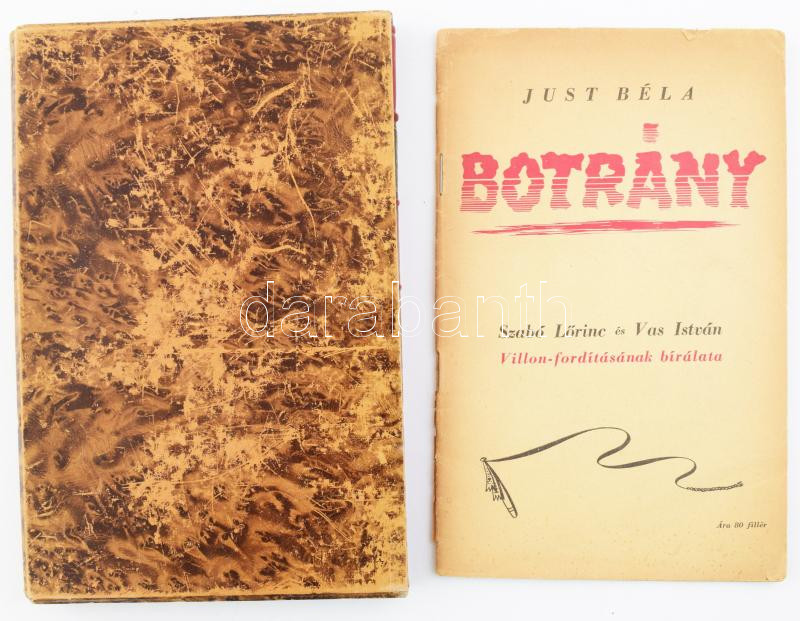 JUST BÉLA
BOTRÁNY
Szabó Lőrinc és Vas István
Villon-fordításának bírálata
Ára 80 fillér
darabanth